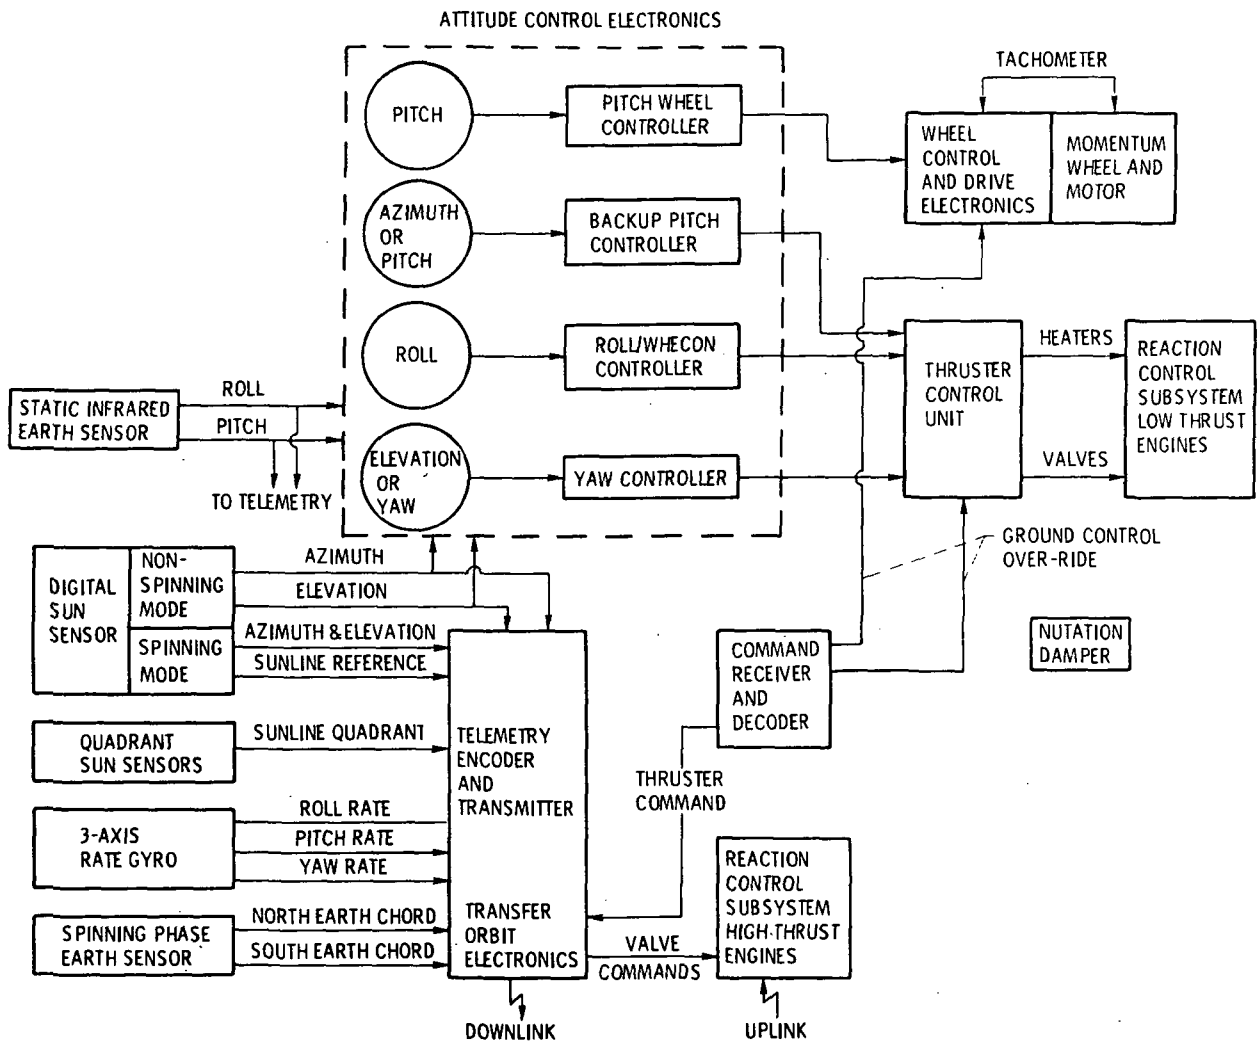 ATTITUDE CONTROL ELECTRONICS
PITCH
PITCH WHEEL
CONTROLLER
TACHOMETER
WHEEL
CONTROL
AND DRIVE
ELECTRONICS
MOMENTUM
WHEEL AND
MOTOR
AZIMUTH
OR
PITCH
BACKUP PITCH
CONTROLLER
ROLL
ROLL/WHECON
CONTROLLER
THRUSTER
CONTROL
UNIT
HEATERS
VALVES
REACTION
CONTROL
SUBSYSTEM
LOW THRUST
ENGINES
STATIC INFRARED
EARTH SENSOR
ROLL
PITCH
TO TELEMETRY
ELEVATION
OR
YAW
YAW CONTROLLER
GROUND CONTROL
OVER-RIDE
DIGITAL
SUN
SENSOR
NON-
SPINNING
MODE
SPINNING
MODE
AZIMUTH
ELEVATION
AZIMUTH & ELEVATION
SUNLINE REFERENCE
COMMAND
RECEIVER
AND
DECODER
NUTATION
DAMPER
QUADRANT
SUN SENSORS
SUNLINE QUADRANT
TELEMETRY
ENCODER
AND
TRANSMITTER
THRUSTER
COMMAND
3-AXIS
RATE GYRO
ROLL RATE
PITCH RATE
YAW RATE
REACTION
CONTROL
SUBSYSTEM
HIGH-THRUST
ENGINES
SPINNING PHASE
EARTH SENSOR
NORTH EARTH CHORD
SOUTH EARTH CHORD
TRANSFER
ORBIT
ELECTRONICS
VALVE
COMMANDS
DOWNLINK
UPLINK